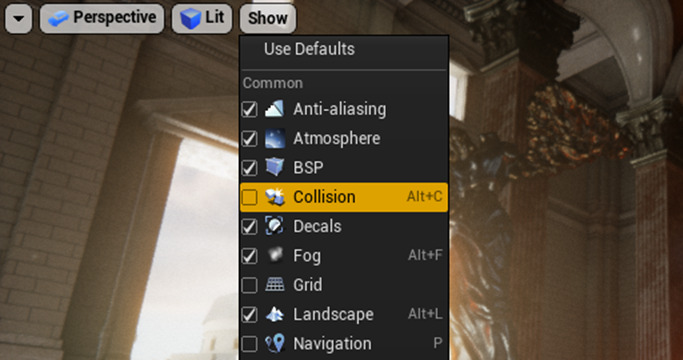 Perspective Lit Show
Use Defaults
Common
Anti-aliasing
Atmosphere
BSP
Collision Alt+C
Decals
Fog Alt+F
Grid
Landscape Alt+L
Navigation P